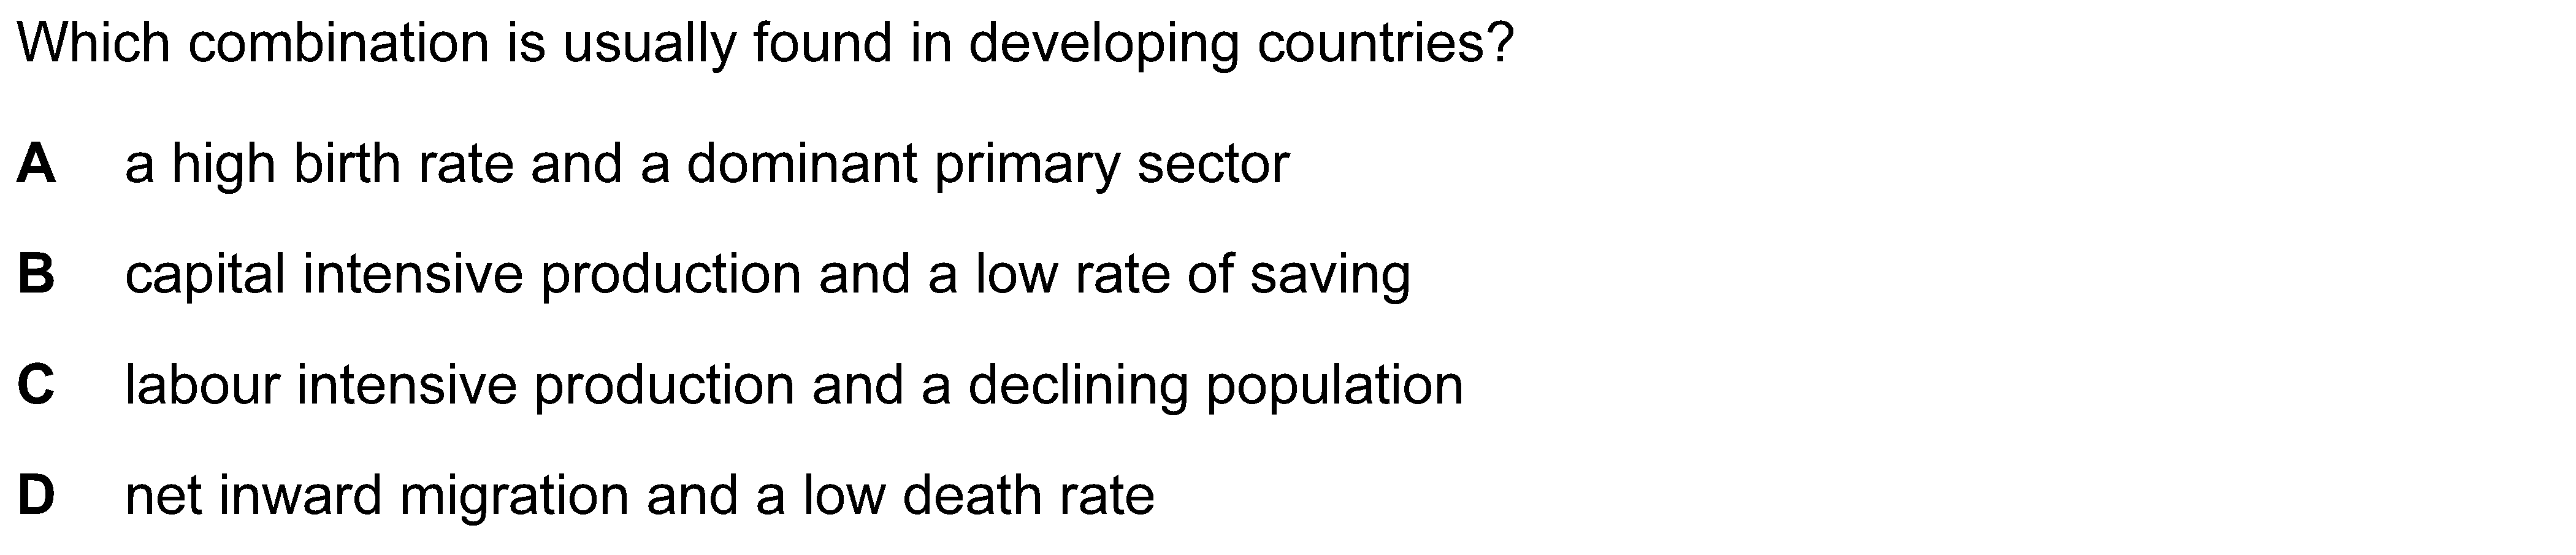 Which combination is usually found in developing countries?
A a high birth rate and a dominant primary sector
B capital intensive production and a low rate of saving
C labour intensive production and a declining population
D net inward migration and a low death rate